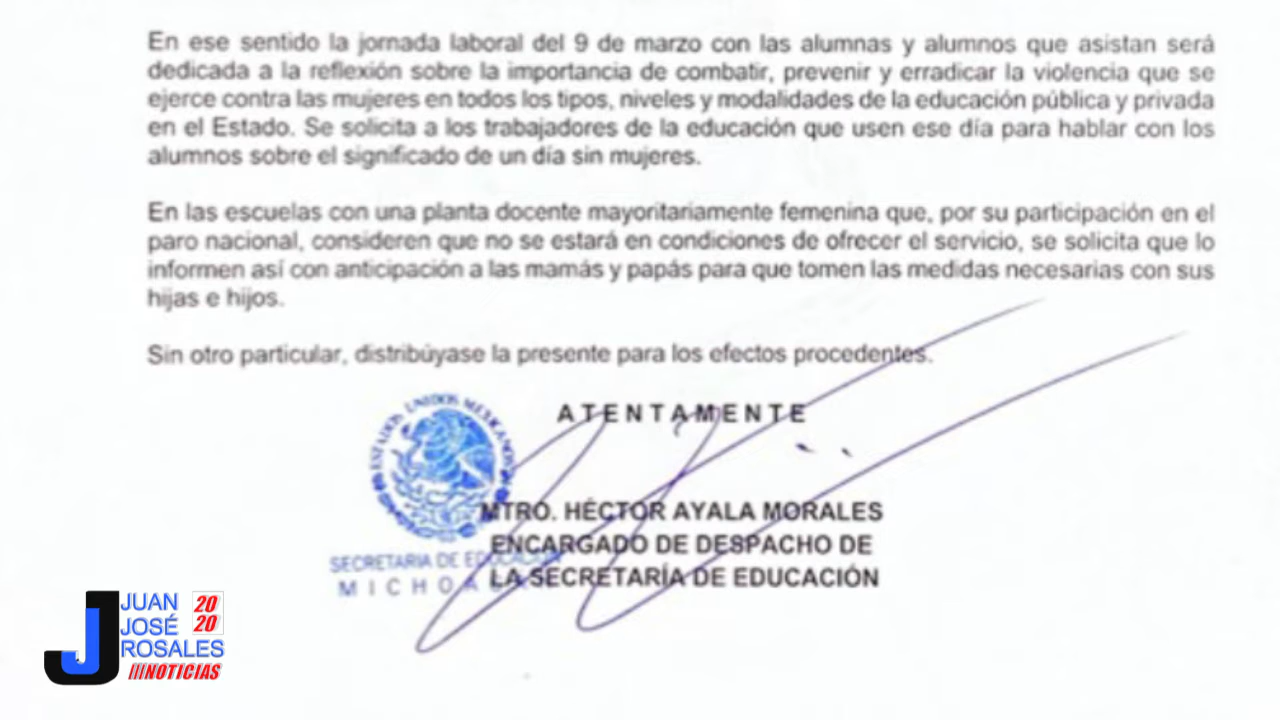 En ese sentido la jornada laboral del 9 de marzo con las alumnas y alumnos que asistan será
dedicada a la reflexión sobre la importancia de combatir, prevenir y erradicar la violencia que se
ejerce contra las mujeres en todos los tipos, niveles y modalidades de la educación pública y privada
en el Estado. Se solicita a los trabajadores de la educación que usen ese día para hablar con los
alumnos sobre el significado de un día sin mujeres.
En las escuelas con una planta docente mayoritariamente femenina que, por su participación en el
paro nacional, consideren que no se estará en condiciones de ofrecer el servicio, se solicita que lo
informen así con anticipación a las mamás y papás para que tomen las medidas necesarias con sus
hijas e hijos.
Sin otro particular, distribúyase la presente para los efectos procedentes.
ATENTAMENTE
ESTADOS UNIDOS MEXICANOS
MTRO. HÉCTOR AYALA MORALES
ENCARGADO DE DESPACHO DE
LA SECRETARÍA DE EDUCACIÓN
SECRETARIA DE EDUCACION
MICHOACAN
JUAN
JOSÉ
ROSALES
2020
NOTICIAS